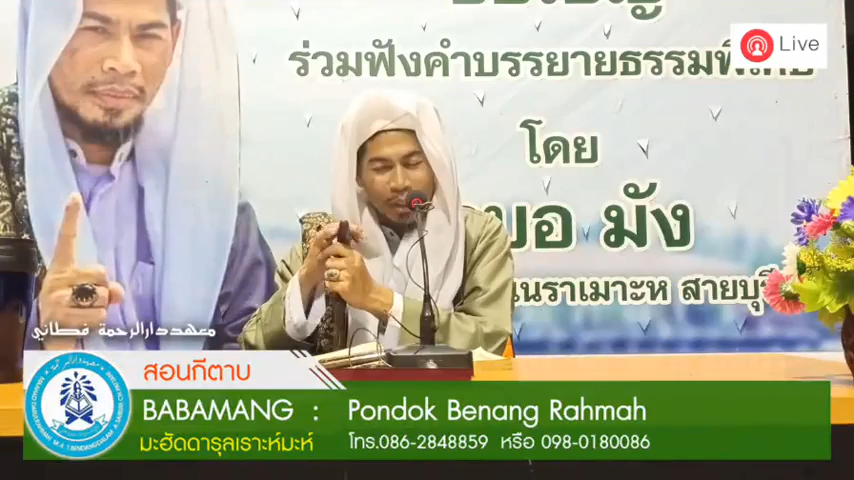 Live
ร่วมฟังคำบรรยายธรรม
โดย
บอ มัง
สายบุรี
معهد دارالرحمة فطاني
สอนกีตาบ
BABAMANG : Pondok Benang Rahmah
มะฮัดดารุลเราะห์มะห์
โทร.086-2848859 หรือ 098-0180086